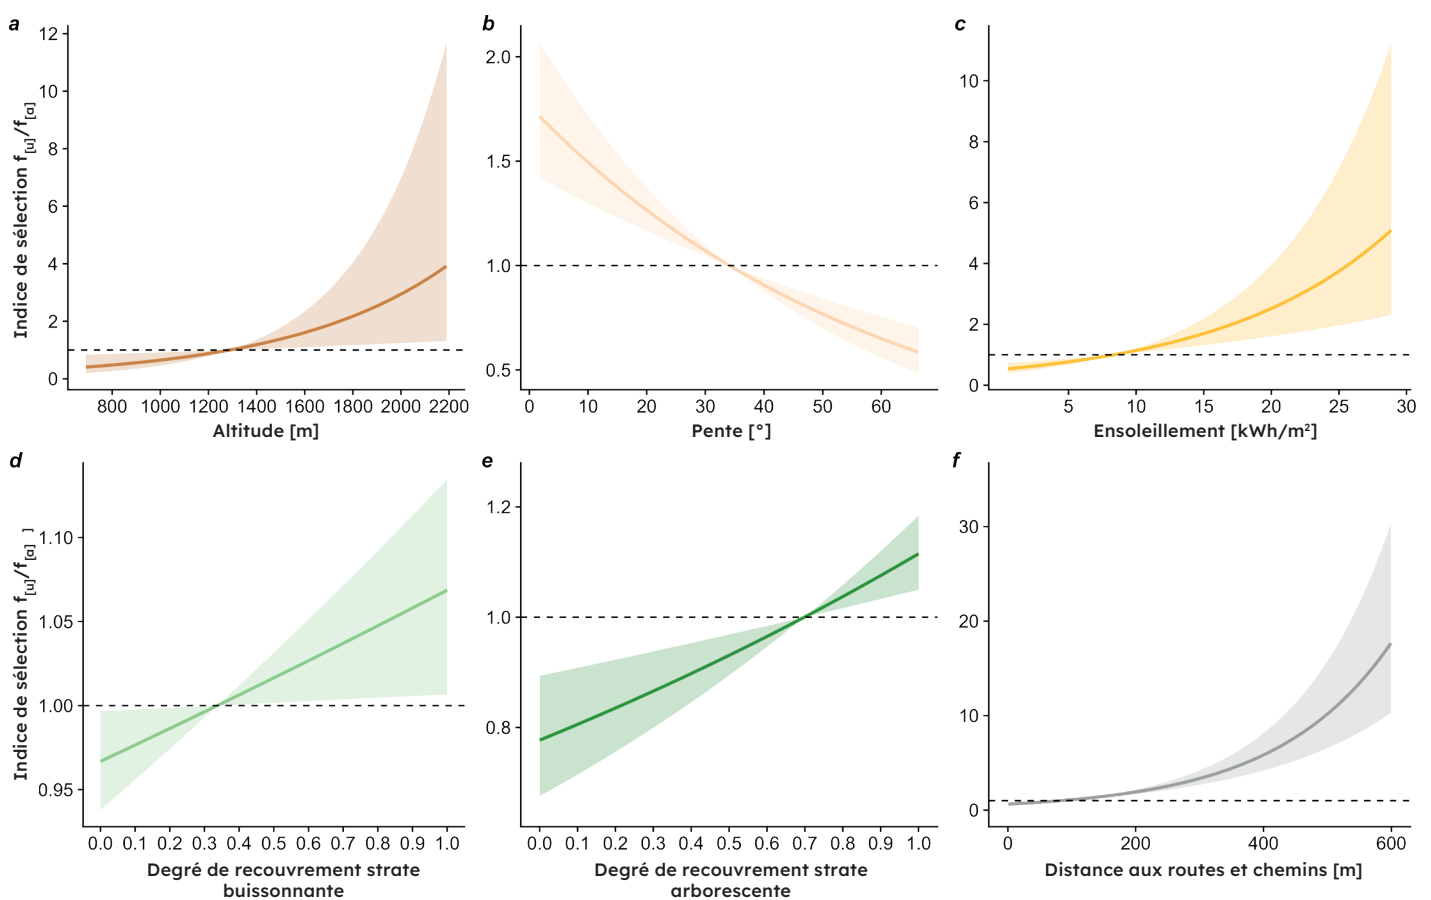 a
Indice de sélection f[u]/f[a]
12
10
8
6
4
2
0
800 1000 1200 1400 1600 1800 2000 2200
Altitude [m]
b
2.0
1.5
1.0
0.5
0 10 20 30 40 50 60
Pente [°]
c
10
8
6
4
2
0
5 10 15 20 25 30
Ensoleillement [kWh/m²]
d
Indice de sélection f[u]/f[a ]
1.10
1.05
1.00
0.95
0.0 0.1 0.2 0.3 0.4 0.5 0.6 0.7 0.8 0.9 1.0
Degré de recouvrement strate
buissonnante
e
1.2
1.0
0.8
0.0 0.1 0.2 0.3 0.4 0.5 0.6 0.7 0.8 0.9 1.0
Degré de recouvrement strate
arborescente
f
30
20
10
0
0 200 400 600
Distance aux routes et chemins [m]